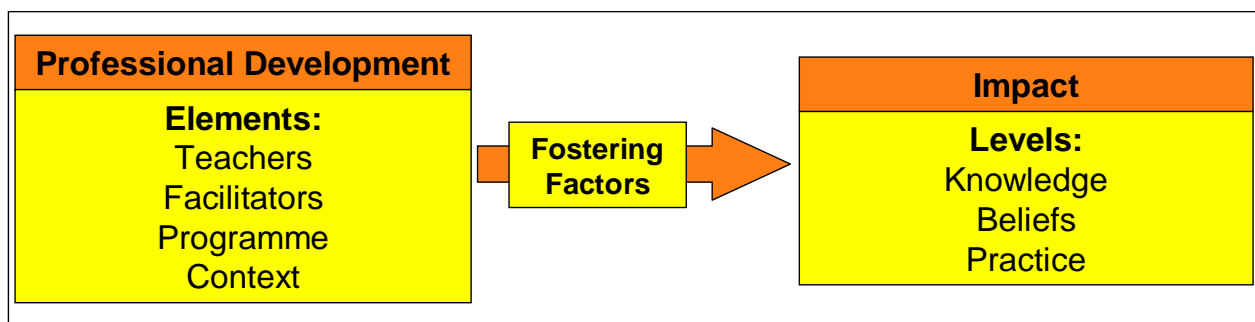 Professional Development
Elements:
Teachers
Facilitators
Programme
Context
Fostering
Factors
Impact
Levels:
Knowledge
Beliefs
Practice